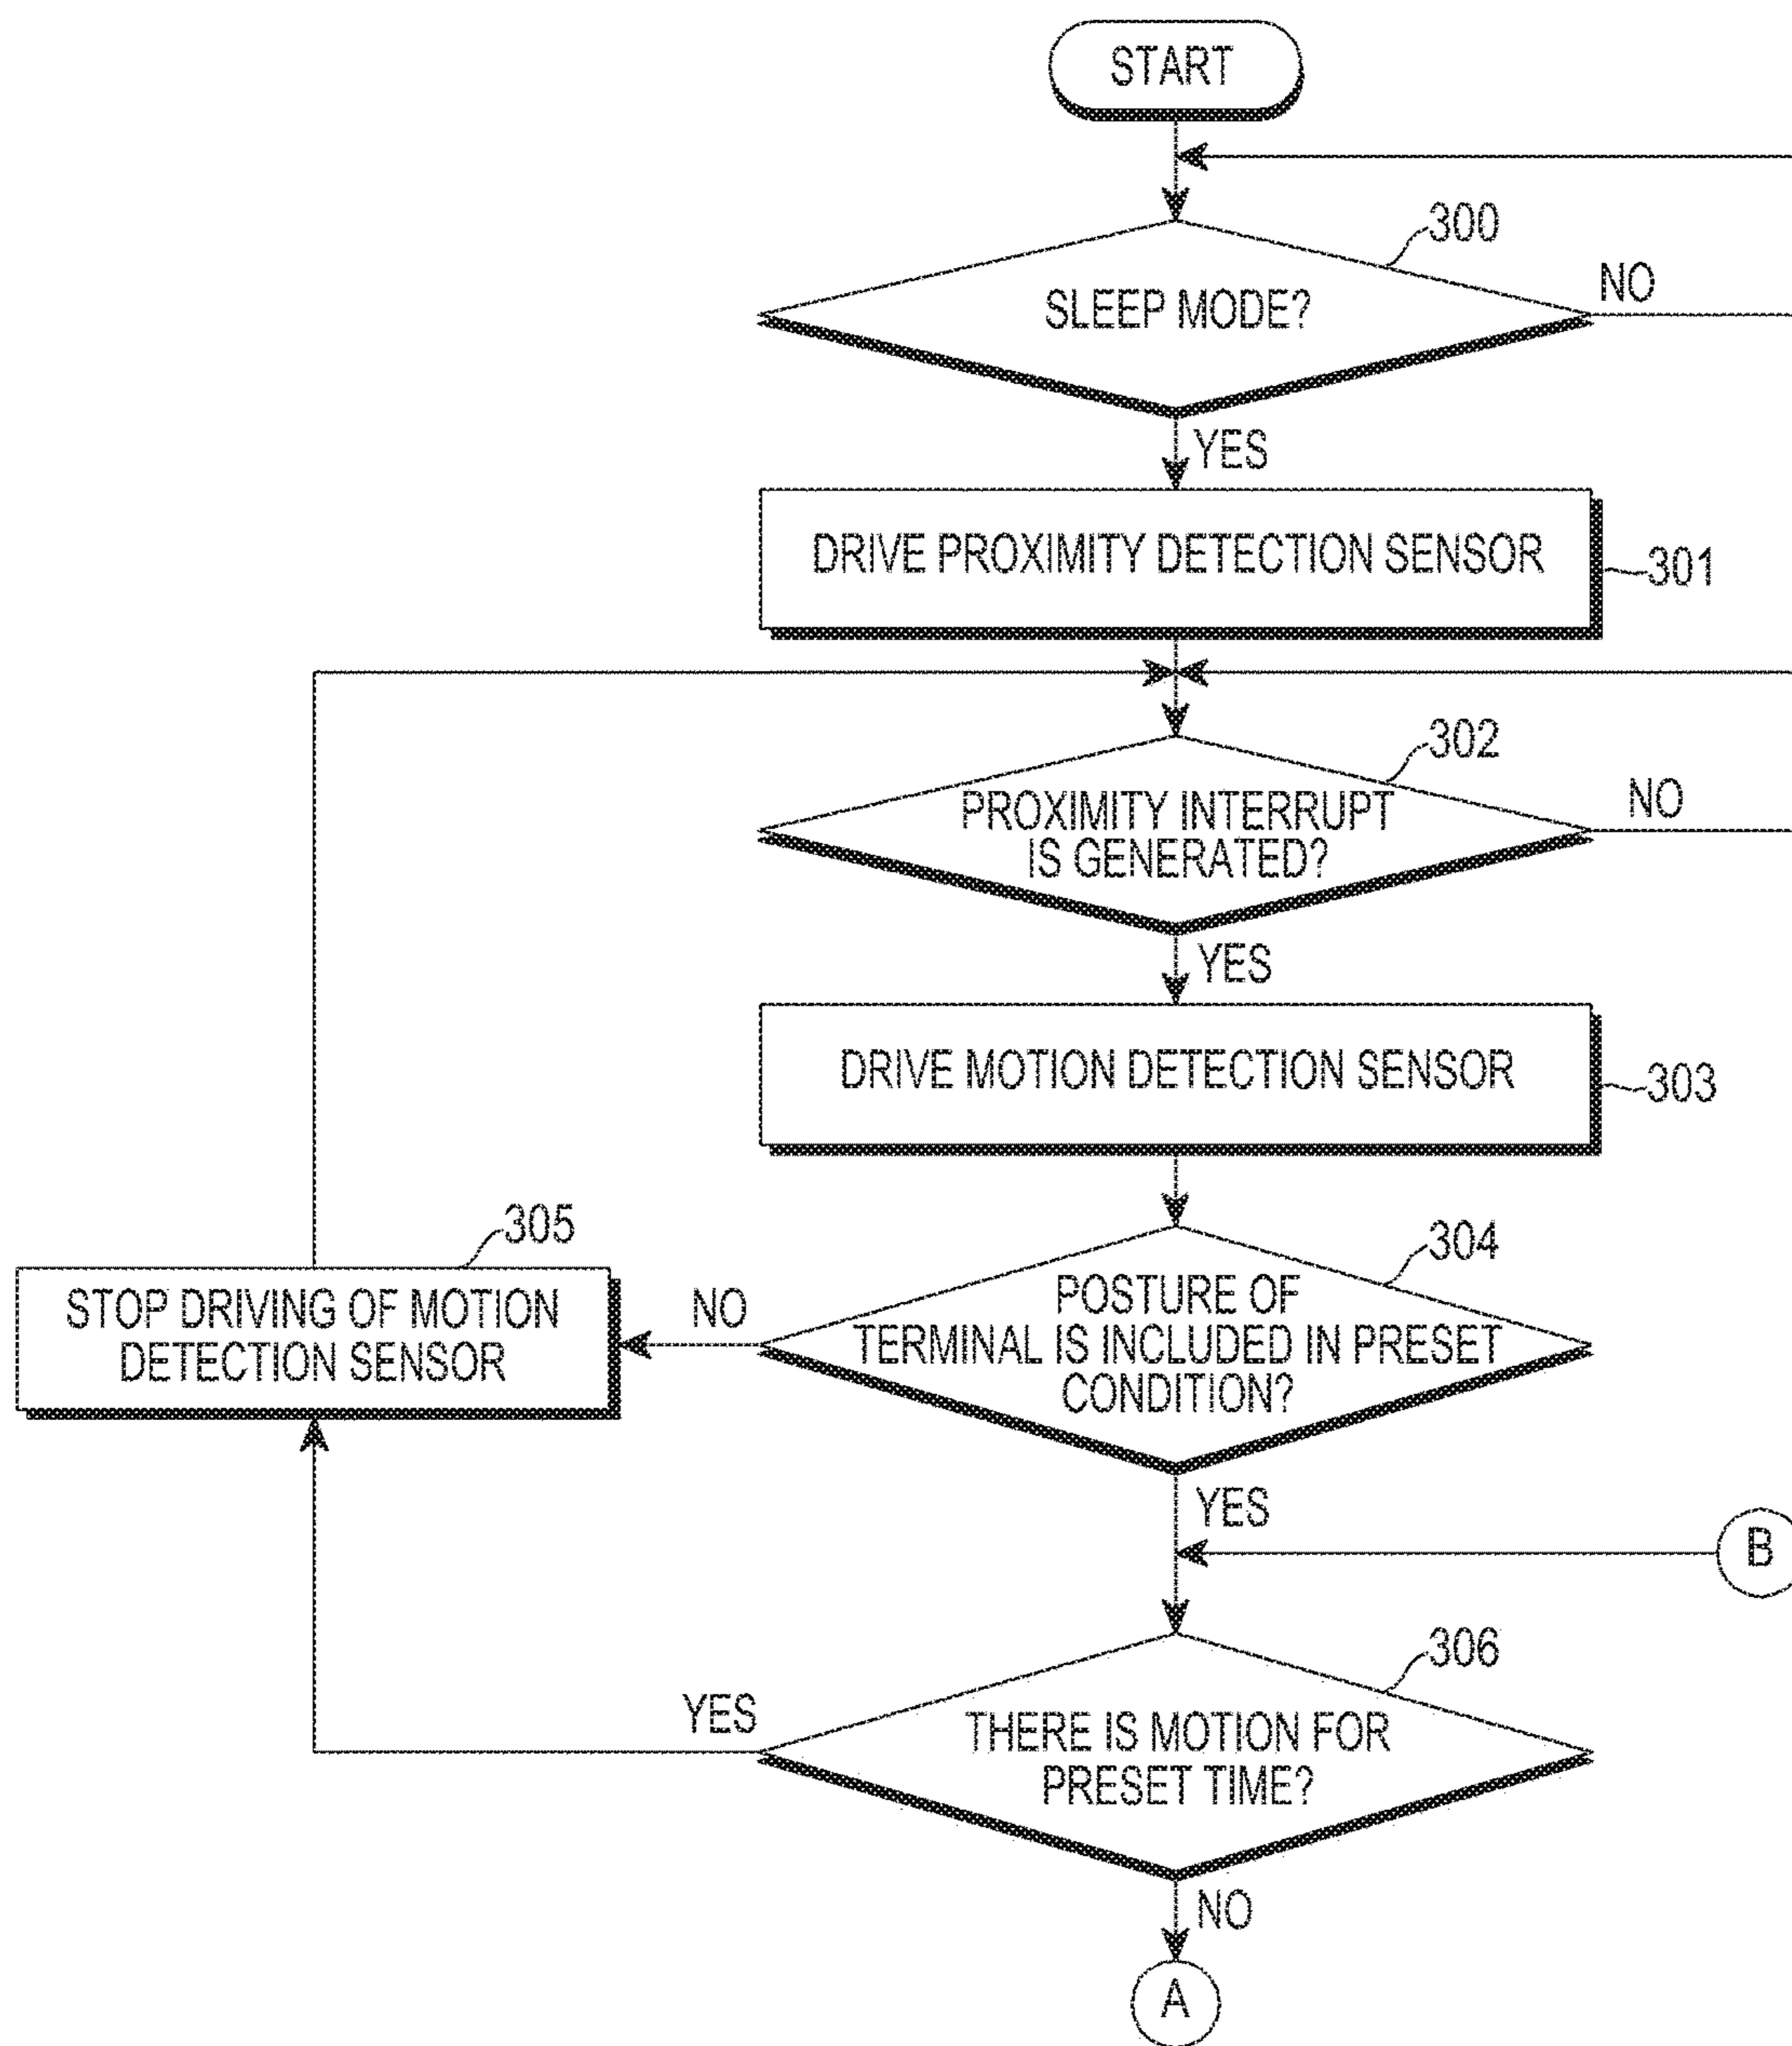 START
300
SLEEP MODE?
NO
YES
DRIVE PROXIMITY DETECTION SENSOR
301
302
PROXIMITY INTERRUPT
IS GENERATED?
NO
YES
DRIVE MOTION DETECTION SENSOR
303
305
STOP DRIVING OF MOTION
DETECTION SENSOR
NO
304
POSTURE OF
TERMINAL IS INCLUDED IN PRESET
CONDITION?
YES
B
306
YES
THERE IS MOTION FOR
PRESET TIME?
NO
A